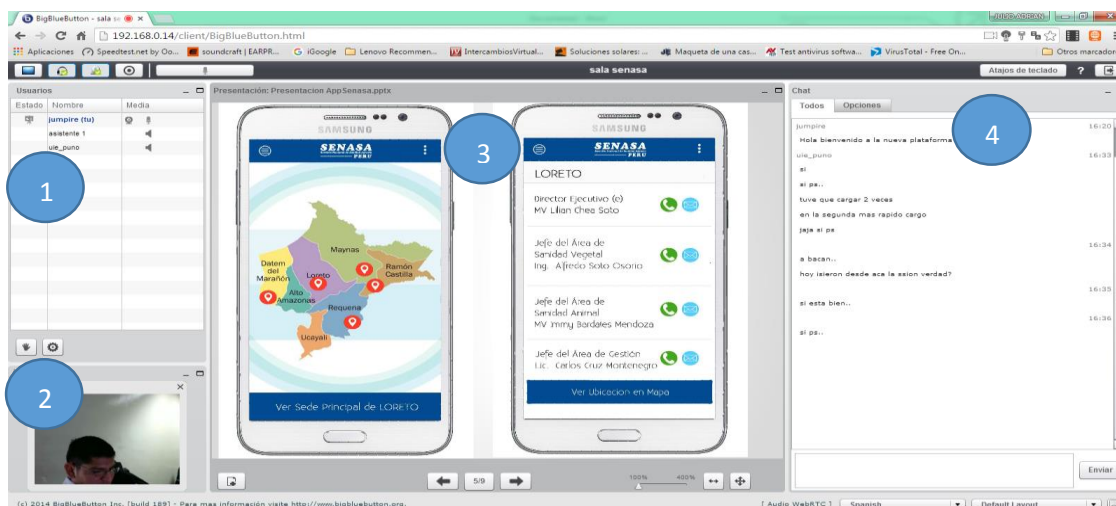 BigBlueButton - sala se
JULIO-ADRIAN
192.168.0.14/client/BigBlueButton.html
Aplicaciones
Speedtest.net by Oo...
soundcraft | EARPR...
iGoogle
Lenovo Recommen...
IntercambiosVirtual...
Soluciones solares: ...
Maqueta de una cas...
Test antivirus softwa...
VirusTotal - Free On...
Otros marcador
sala senasa
Atajos de teclado
?
Usuarios
Estado Nombre Media
jumpire (tu)
asistente 1
uie_puno
1
2
Presentación: Presentacion AppSenasa.pptx
SAMSUNG
SENASA
PERU
Maynas
Datem
del
Marañón
Loreto
Ramón
Castilla
Alto
Amazonas
Requena
Ucayali
Ver Sede Principal de LORETO
3
SAMSUNG
SENASA
PERU
LORETO
Director Ejecutivo (e)
MV Lilian Chea Soto
Jefe del Área de
Sanidad Vegetal
Ing. Alfredo Soto Osorio
Jefe del Área de
Sanidad Animal
MV Jmmy Bardales Mendoza
Jefe del Área de Gestión
Lic. Carlos Cruz Montenegro
Ver Ubicacion en Mapa
5/9
100% 400%
Chat
Todos Opciones
4
jumpire 16:20
Hola bienvenido a la nueva plataforma
uie_puno 16:33
si
si ps..
tuve que cargar 2 veces
en la segunda mas rapido cargo
jaja si ps
16:34
a bacan..
hoy isieron desde aca la ssion verdad?
16:35
si esta bien..
16:36
si ps..
Enviar
(c) 2014 BigBlueButton Inc. [build 189] - Para mas información visite http://www.bigbluebutton.org.
[ Audio WebRTC ] Spanish Default Layout